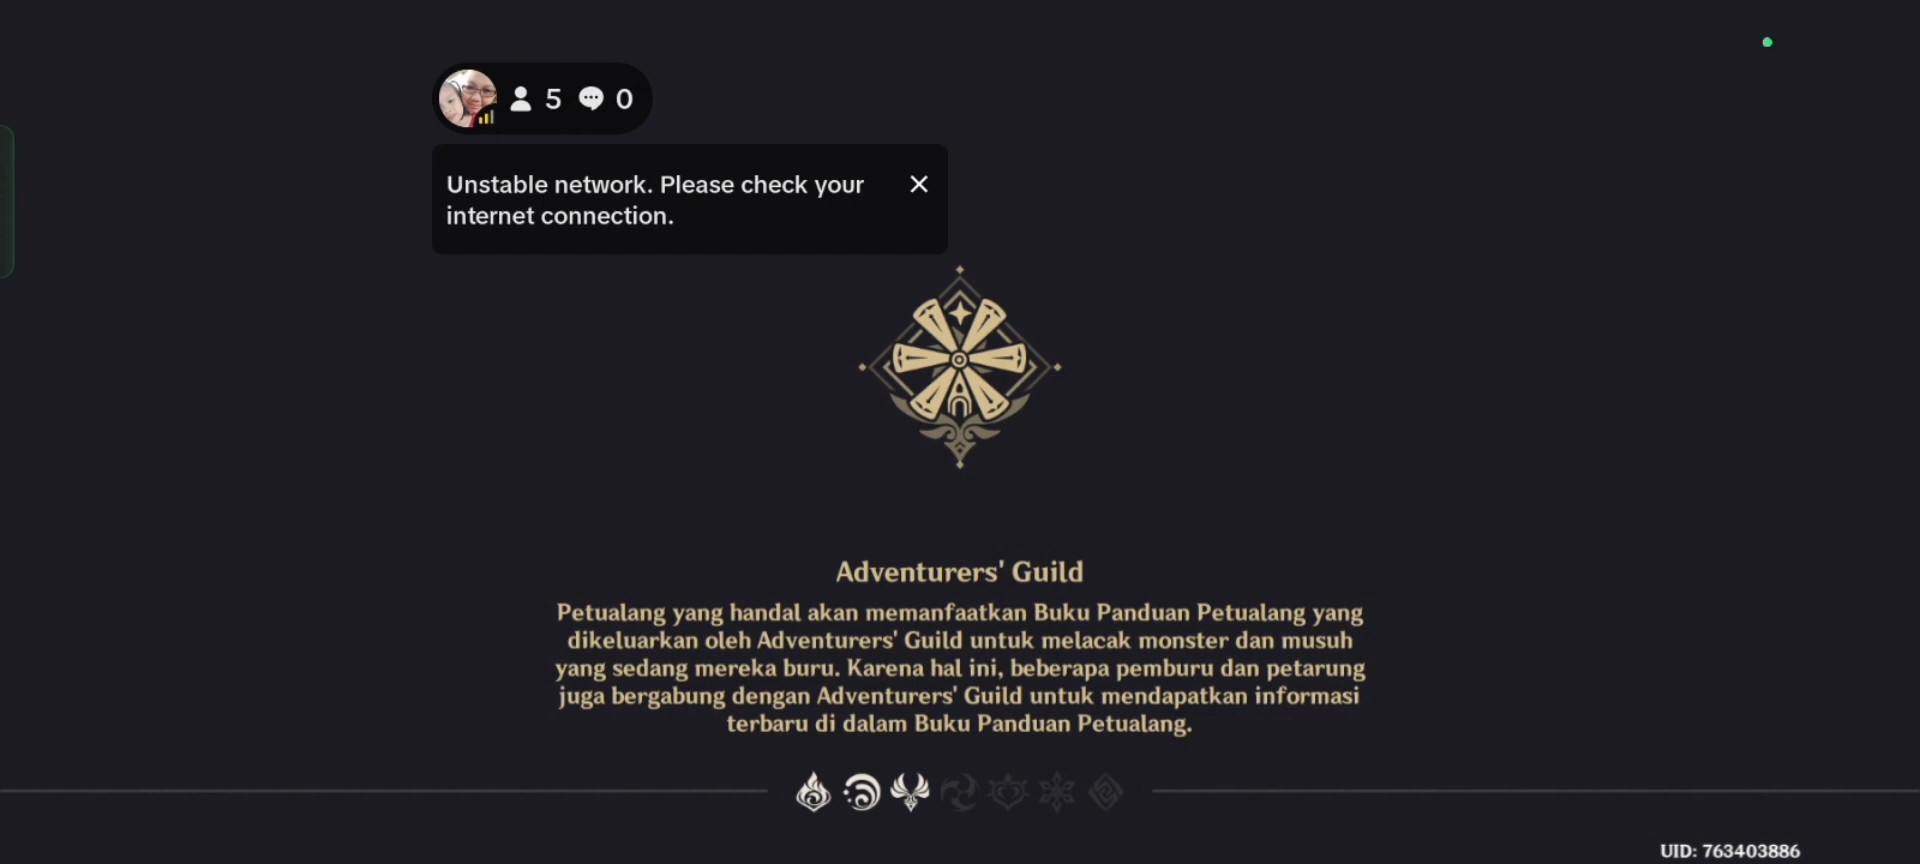 5 0
Unstable network. Please check your
internet connection.
Adventurers' Guild
Petualang yang handal akan memanfaatkan Buku Panduan Petualang yang
dikeluarkan oleh Adventurers' Guild untuk melacak monster dan musuh
yang sedang mereka buru. Karena hal ini, beberapa pemburu dan petarung
juga bergabung dengan Adventurers' Guild untuk mendapatkan informasi
terbaru di dalam Buku Panduan Petualang.
UID: 763403886